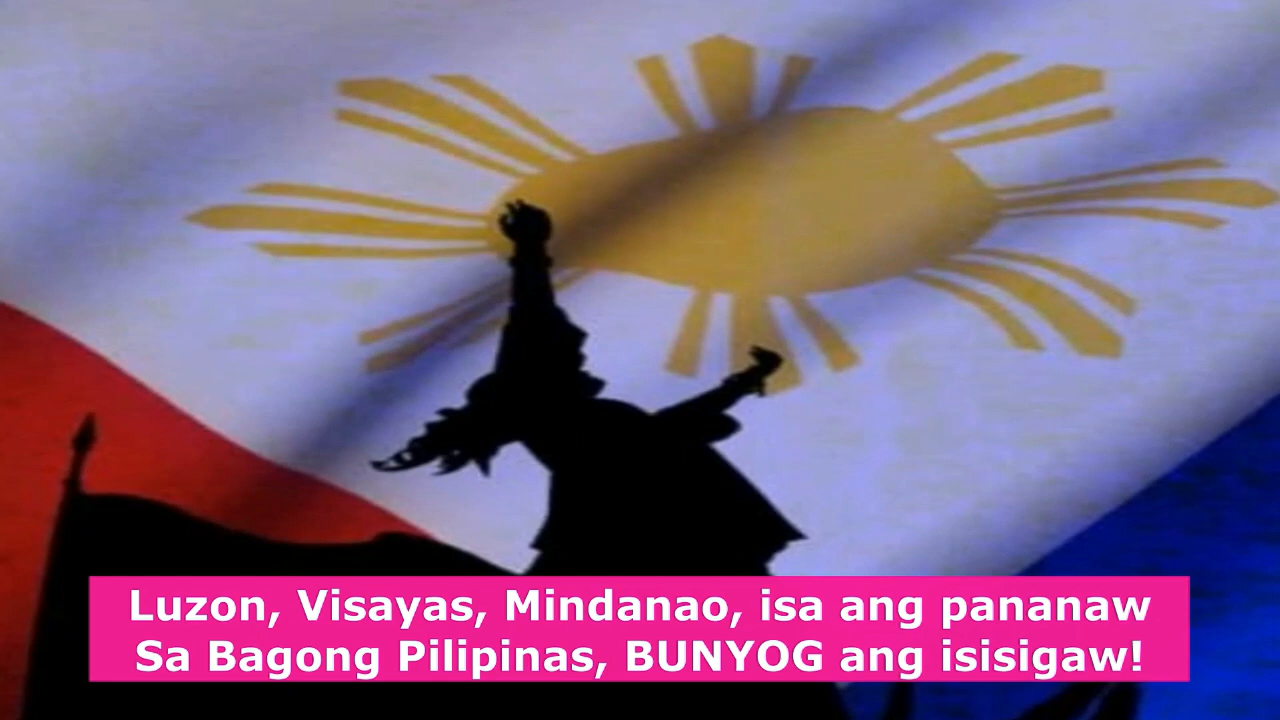 Luzon, Visayas, Mindanao, isa ang pananaw
Sa Bagong Pilipinas, BUNYOG ang isisigaw!